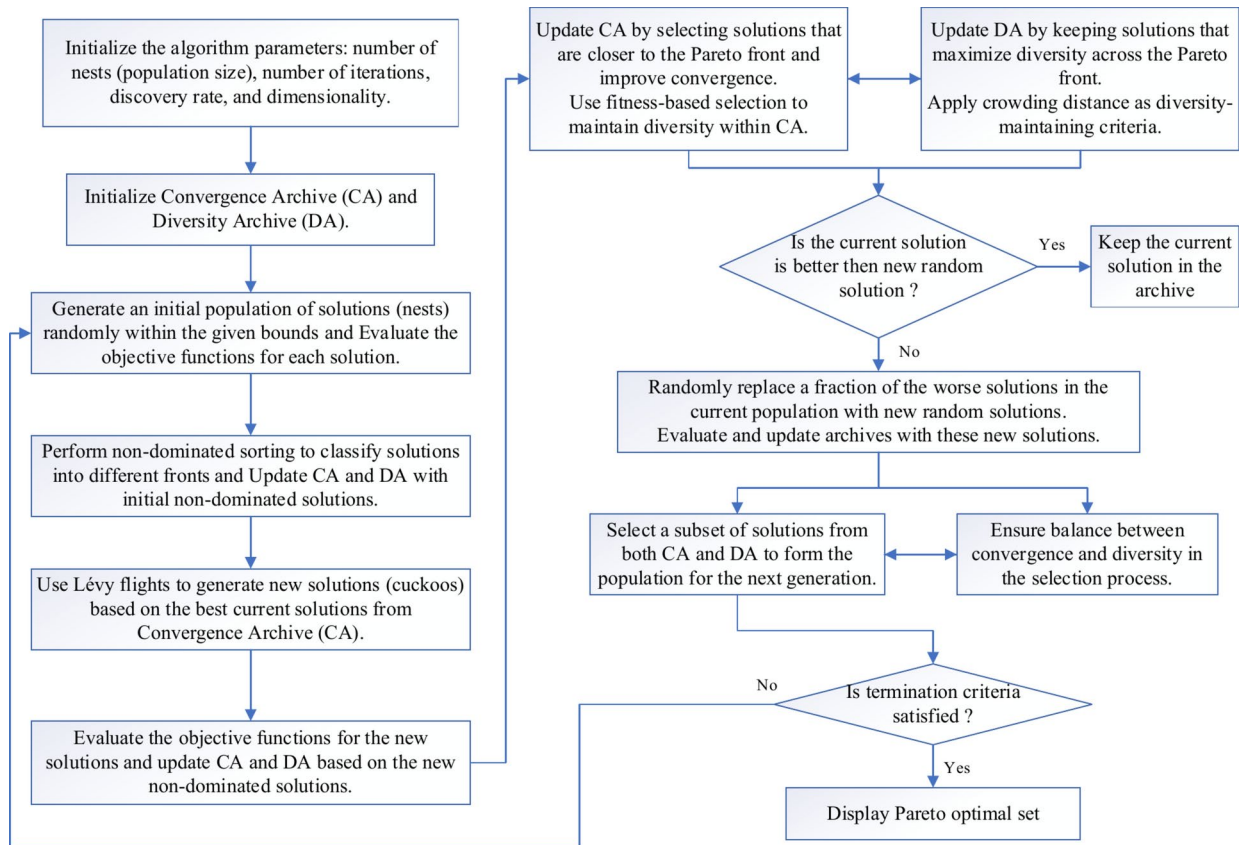 Initialize the algorithm parameters: number of
nests (population size), number of iterations,
discovery rate, and dimensionality.
Initialize Convergence Archive (CA) and
Diversity Archive (DA).
Generate an initial population of solutions (nests)
randomly within the given bounds and Evaluate the
objective functions for each solution.
Perform non-dominated sorting to classify solutions
into different fronts and Update CA and DA with
initial non-dominated solutions.
Use Lévy flights to generate new solutions (cuckoos)
based on the best current solutions from
Convergence Archive (CA).
Evaluate the objective functions for the new
solutions and update CA and DA based on the new
non-dominated solutions.
Update CA by selecting solutions that
are closer to the Pareto front and
improve convergence.
Use fitness-based selection to
maintain diversity within CA.
Update DA by keeping solutions that
maximize diversity across the Pareto
front.
Apply crowding distance as diversity-
maintaining criteria.
Is the current solution
is better then new random
solution ?
Yes
Keep the current
solution in the
archive
No
Randomly replace a fraction of the worse solutions in the
current population with new random solutions.
Evaluate and update archives with these new solutions.
Select a subset of solutions from
both CA and DA to form the
population for the next generation.
Ensure balance between
convergence and diversity in
the selection process.
Is termination criteria
satisfied ?
No
Yes
Display Pareto optimal set